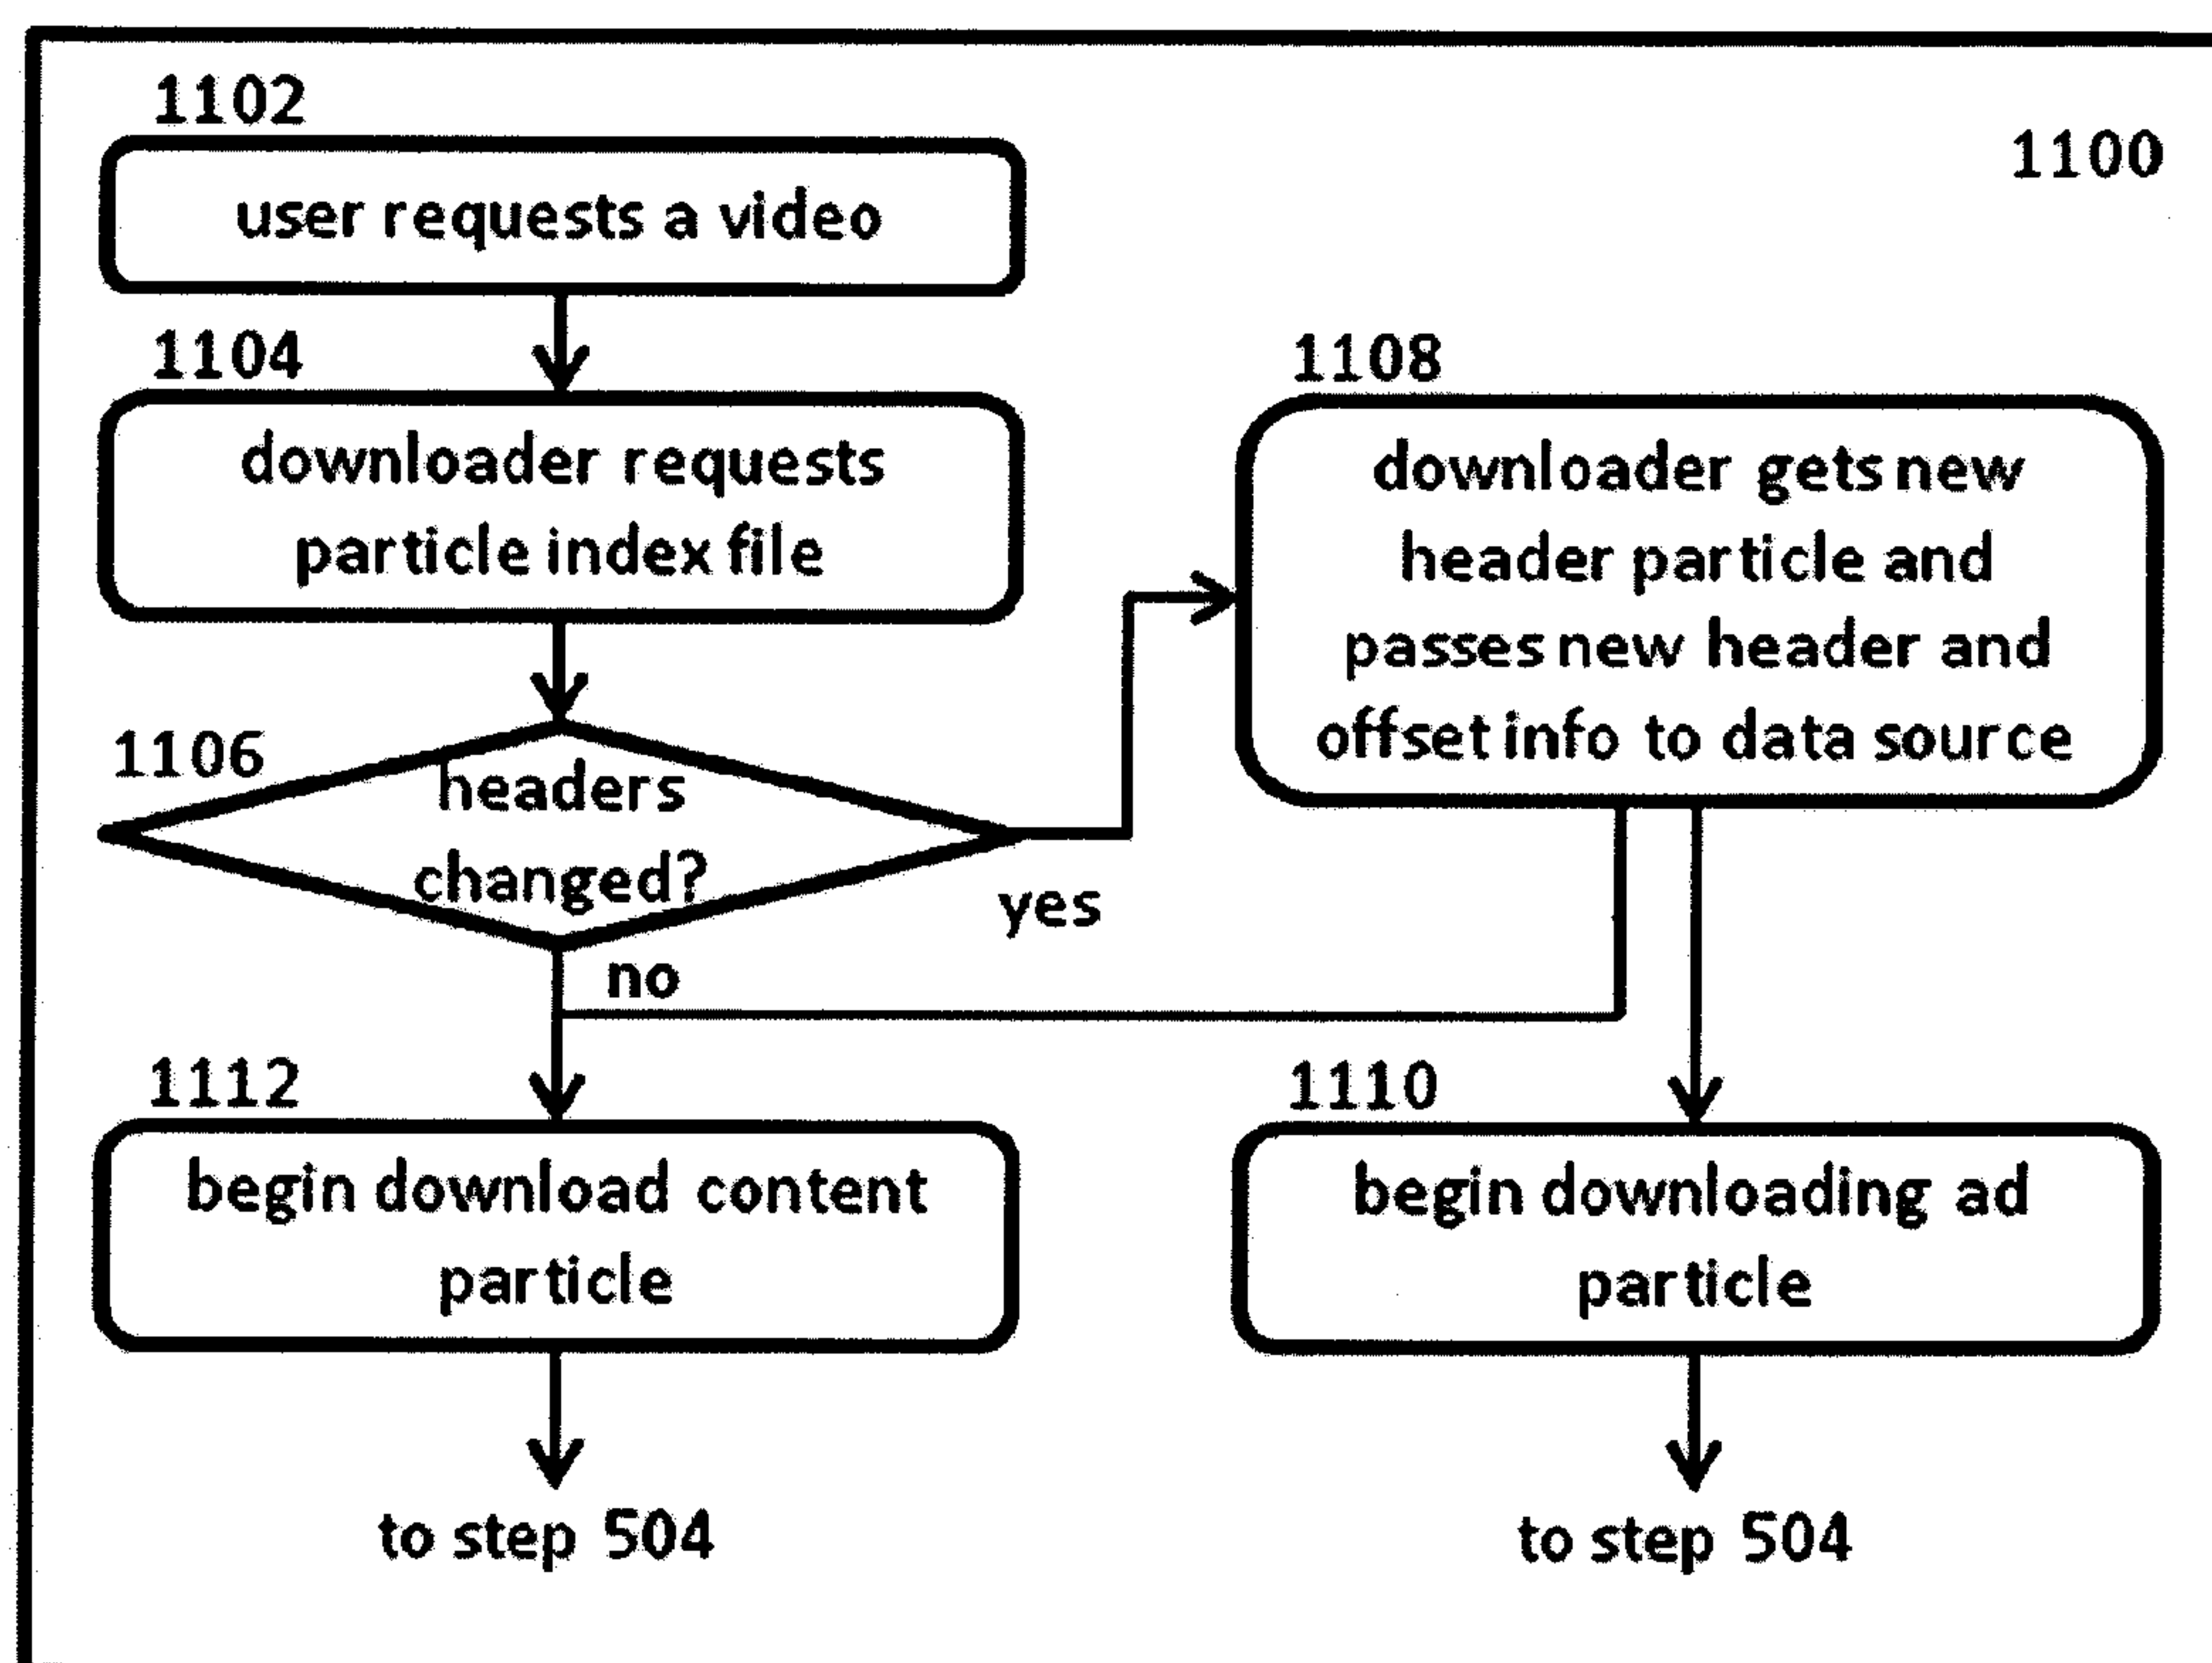 1102
1100
user requests a video
1104
downloader requests
particle index file
1108
downloader gets new
header particle and
passes new header and
offset info to data source
1106
headers
changed?
yes
no
1112
begin download content
particle
1110
begin downloading ad
particle
to step 504
to step 504